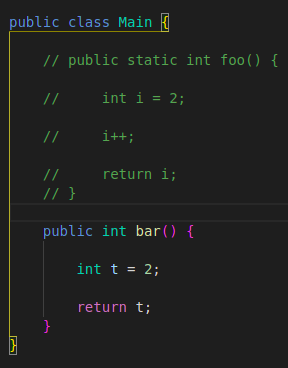 public class Main {
// public static int foo() {
//     int i = 2;
//     i++;
//     return i;
// }
public int bar() {
int t = 2;
return t;
}
}